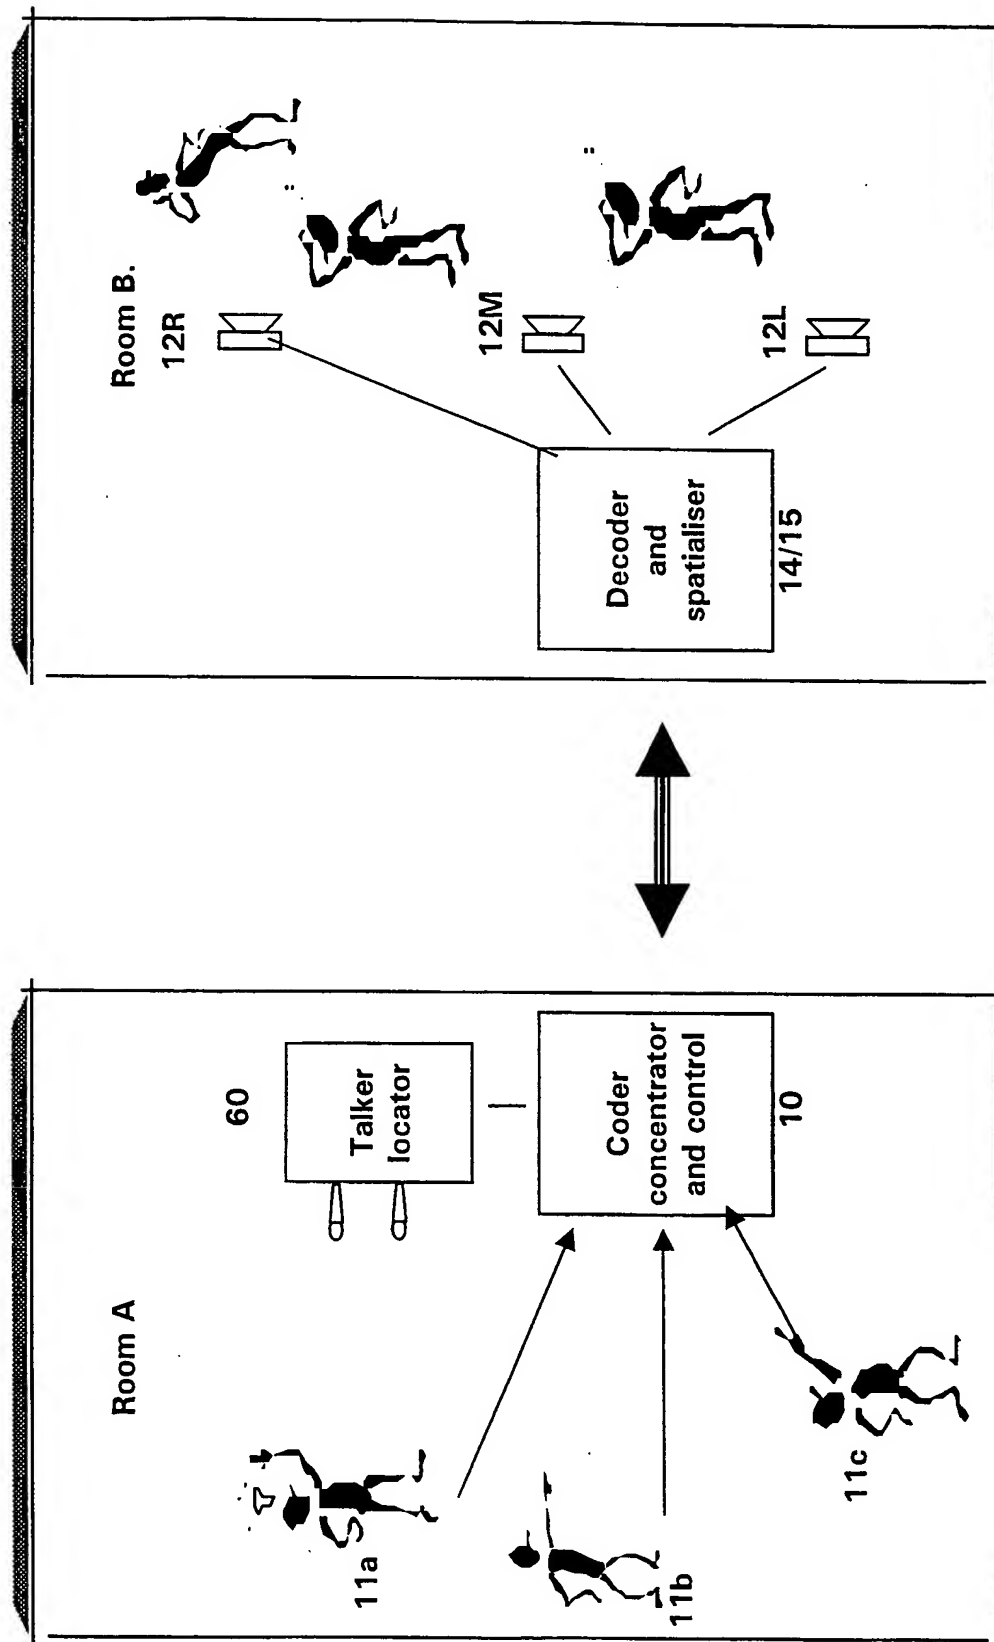 Room A
60
Talker
locator
Coder
concentrator
and control
10
11a
11b
11c
Room B.
12R
12M
12L
Decoder
and
spatialiser
14/15